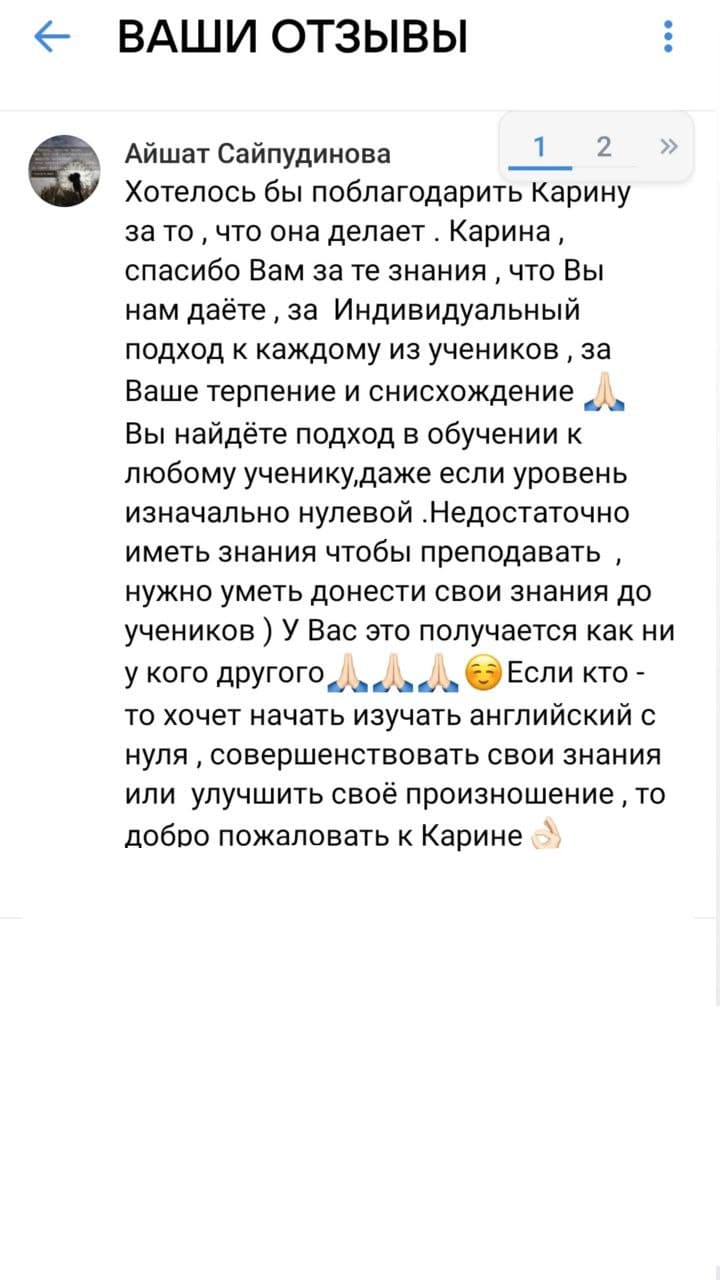 ВАШИ ОТЗЫВЫ
1 2 »
Айшат Сайпудинова
Хотелось бы поблагодарить Карину
за то , что она делает . Карина ,
спасибо Вам за те знания , что Вы
нам даёте , за  Индивидуальный
подход к каждому из учеников , за
Ваше терпение и снисхождение 🙏🏻
Вы найдёте подход в обучении к
любому ученику,даже если уровень
изначально нулевой .Недостаточно
иметь знания чтобы преподавать  ,
нужно уметь донести свои знания до
учеников ) У Вас это получается как ни
у кого другого🙏🏻🙏🏻🙏🏻☺️Если кто -
то хочет начать изучать английский с
нуля , совершенствовать свои знания
или  улучшить своё произношение , то
добро пожаловать к Карине 👌🏻